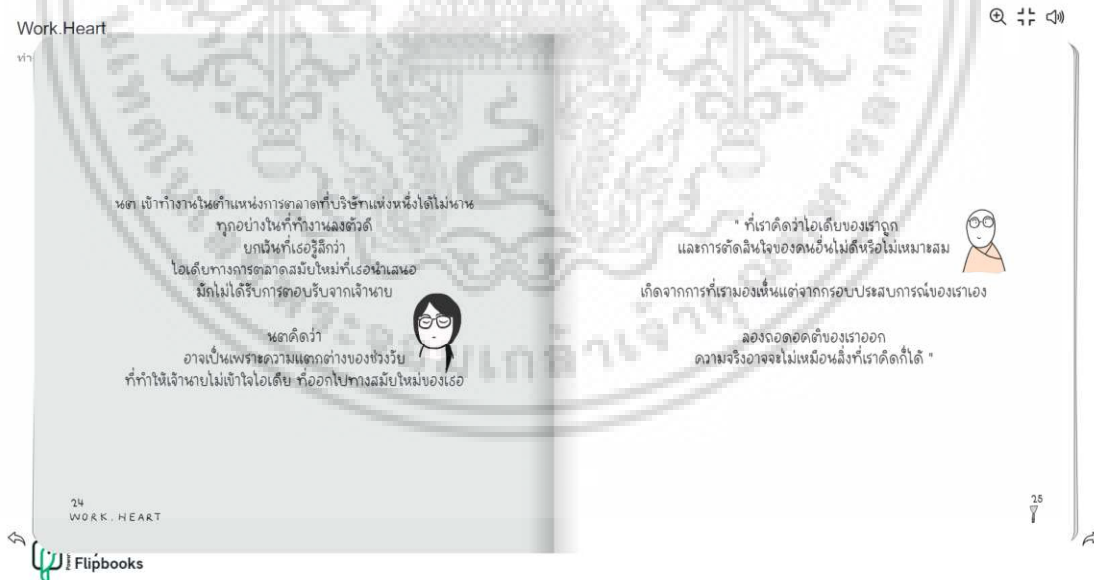 Work.Heart
ท่า
นต เข้าทำงานในตำแหน่งการตลาดที่บริษัทแห่งหนึ่งได้ไม่นาน
ทุกอย่างในที่ทำงานลงตัวดี
ยกเว้นที่เธอรู้สึกว่า
ไอเดียทางการตลาดสมัยใหม่ที่เธอนำเสนอ
มักไม่ได้รับการตอบรับจากเจ้านาย
นตคิดว่า
อาจเป็นเพราะความแตกต่างของช่วงวัย
ที่ทำให้เจ้านายไม่เข้าใจไอเดีย ที่ออกไปทางสมัยใหม่ของเธอ
24
WORK.HEART
" ที่เราคิดว่าไอเดียของเราถูก
และการตัดสินใจของคนอื่นไม่ดีหรือไม่เหมาะสม
เกิดจากการที่เรามองเห็นแต่จากกรอบประสบการณ์ของเราเอง
ลองถอดอคติของเราออก
ความจริงอาจจะไม่เหมือนสิ่งที่เราคิดก็ได้ "
25
Flipbooks